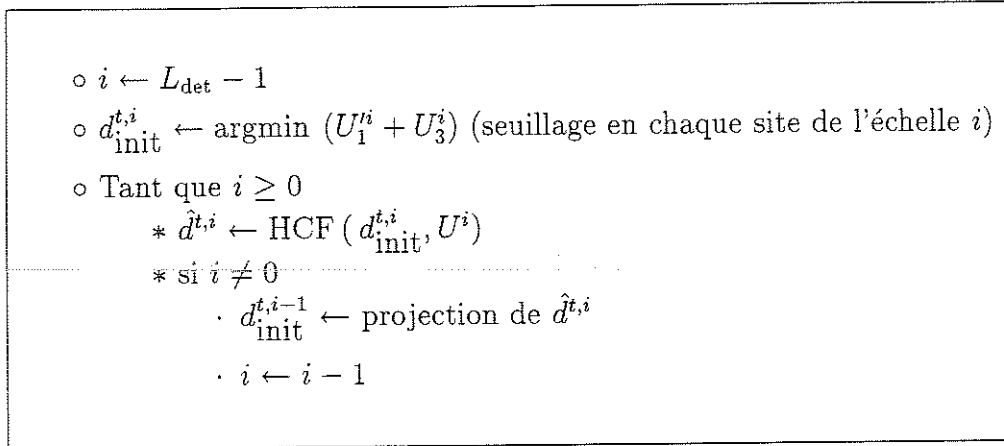 ○ i ← L_det − 1
○ d_init^{t,i} ← argmin (U_1'^i + U_3^i) (seuillage en chaque site de l'échelle i)
○ Tant que i ≥ 0
* d̂^{t,i} ← HCF ( d_init^{t,i}, U^i)
* si i ≠ 0
· d_init^{t,i−1} ← projection de d̂^{t,i}
· i ← i − 1